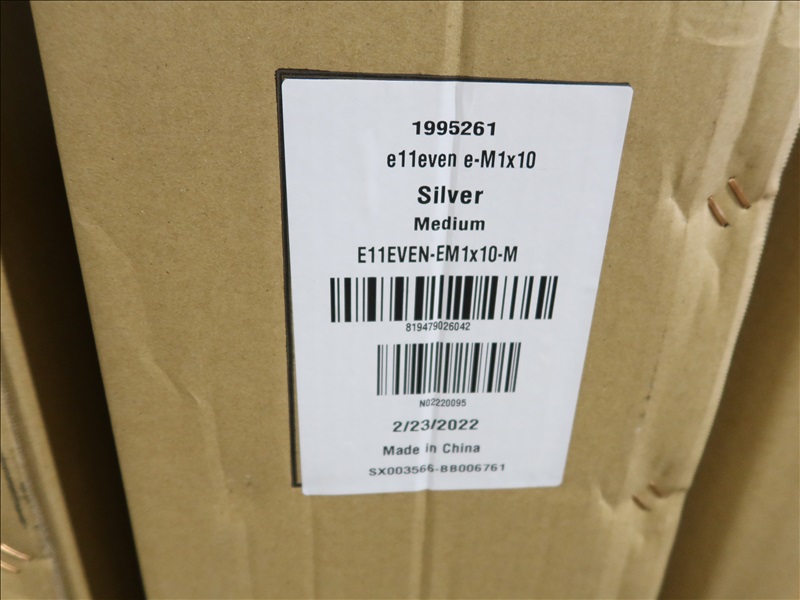 1995261
e11even e-M1x10
Silver
Medium
E11EVEN-EM1x10-M
819479026042
N02220095
2/23/2022
Made in China
SX003566-BB006761